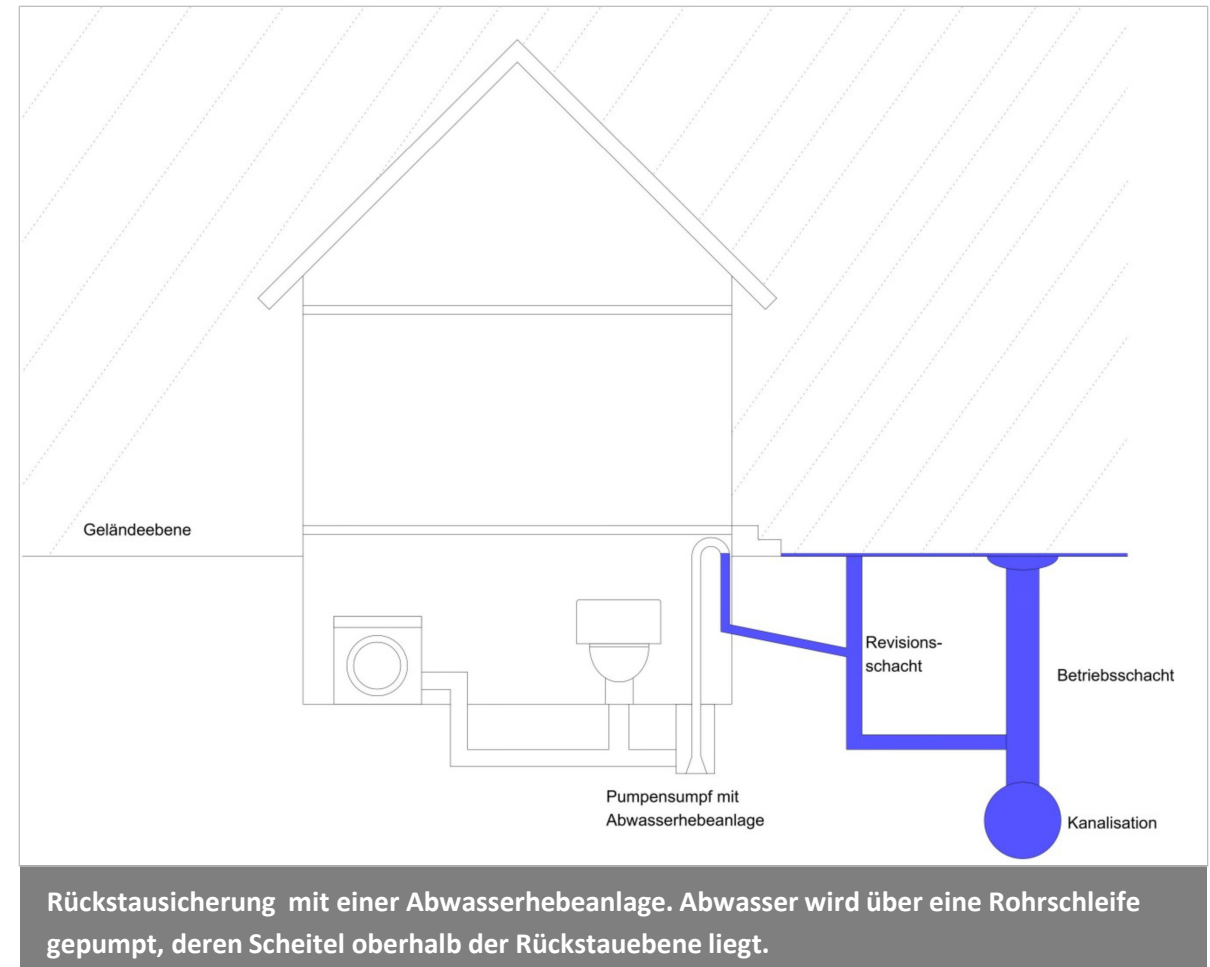 Geländeebene
Revisions-
schacht
Betriebsschacht
Pumpensumpf mit
Abwasserhebeanlage
Kanalisation
Rückstausicherung  mit einer Abwasserhebeanlage. Abwasser wird über eine Rohrschleife
gepumpt, deren Scheitel oberhalb der Rückstauebene liegt.